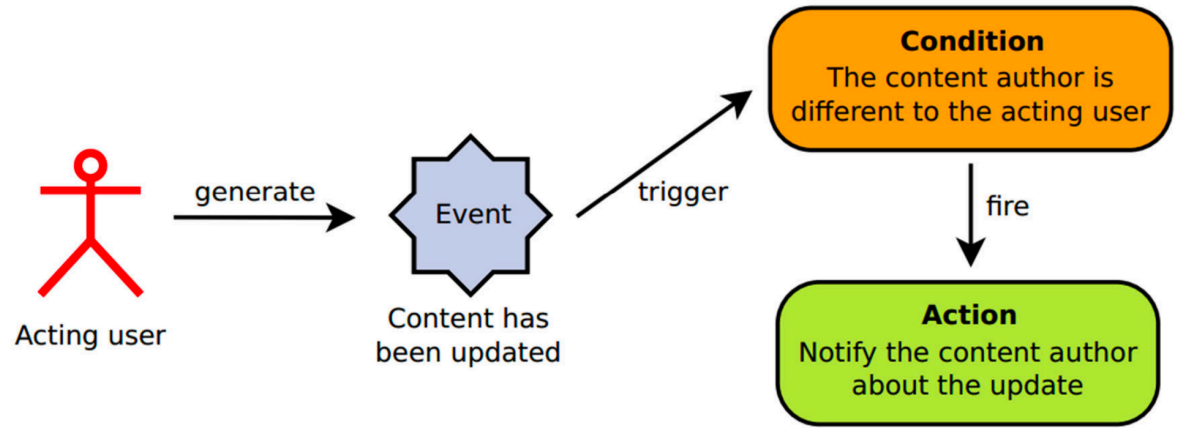 Acting user
generate
Event
Content has
been updated
trigger
Condition
The content author is
different to the acting user
fire
Action
Notify the content author
about the update